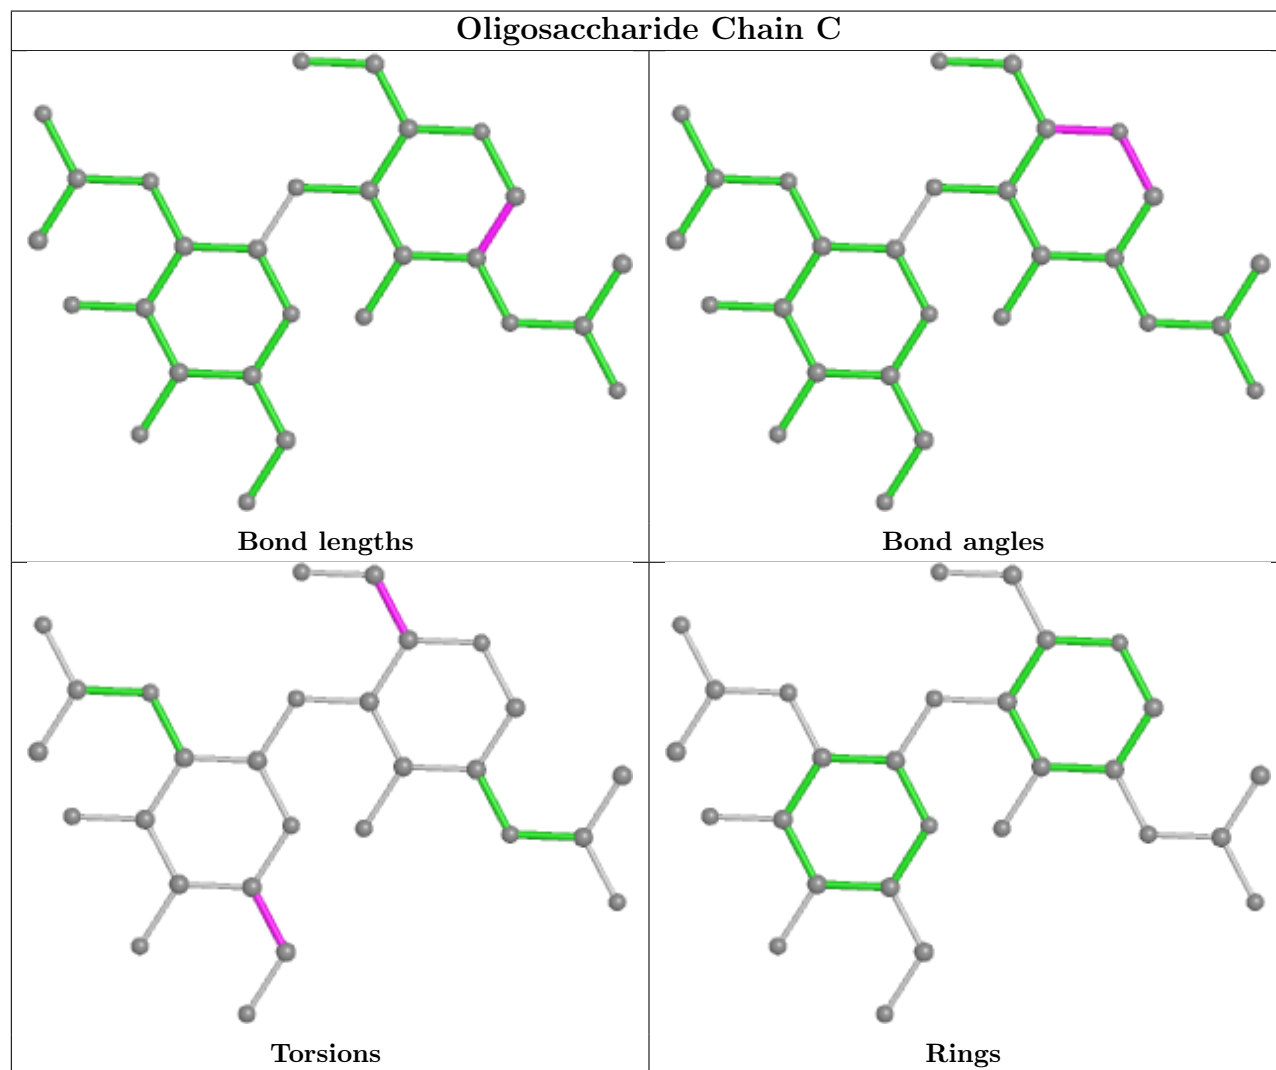 Oligosaccharide Chain C
Bond lengths
Bond angles
Torsions
Rings